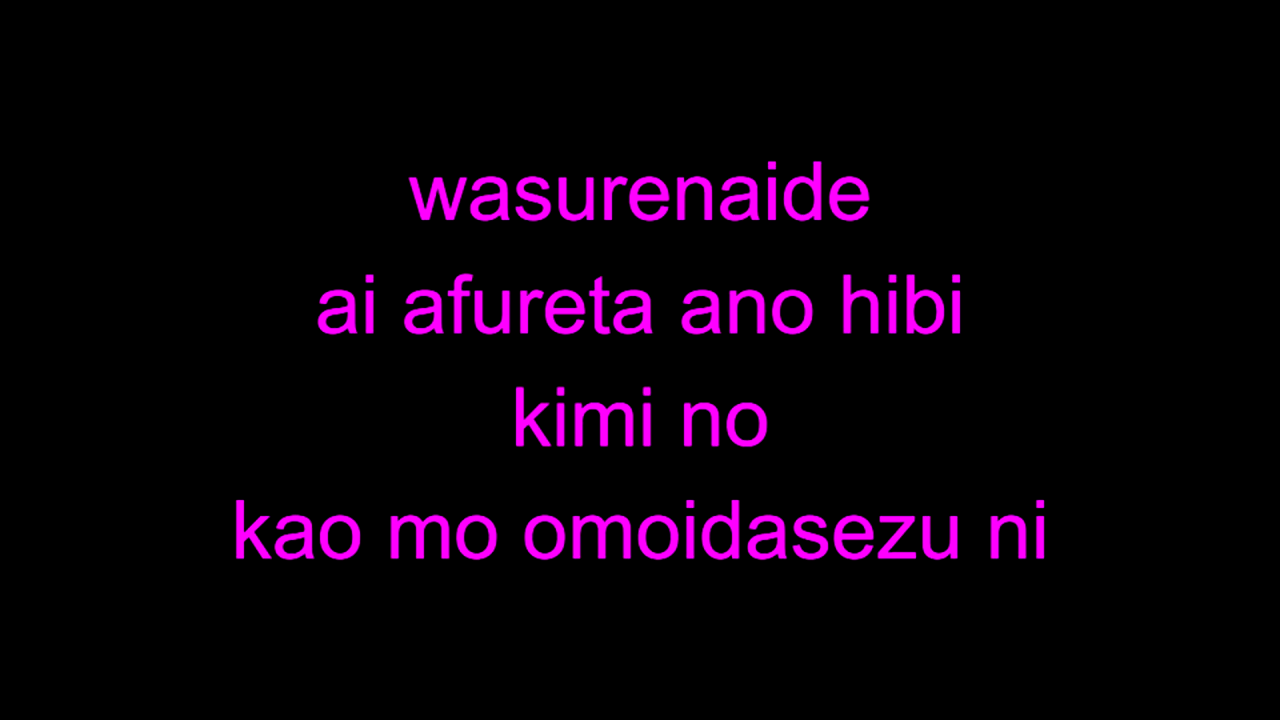 wasurenaide
ai afureta ano hibi
kimi no
kao mo omoidasezu ni